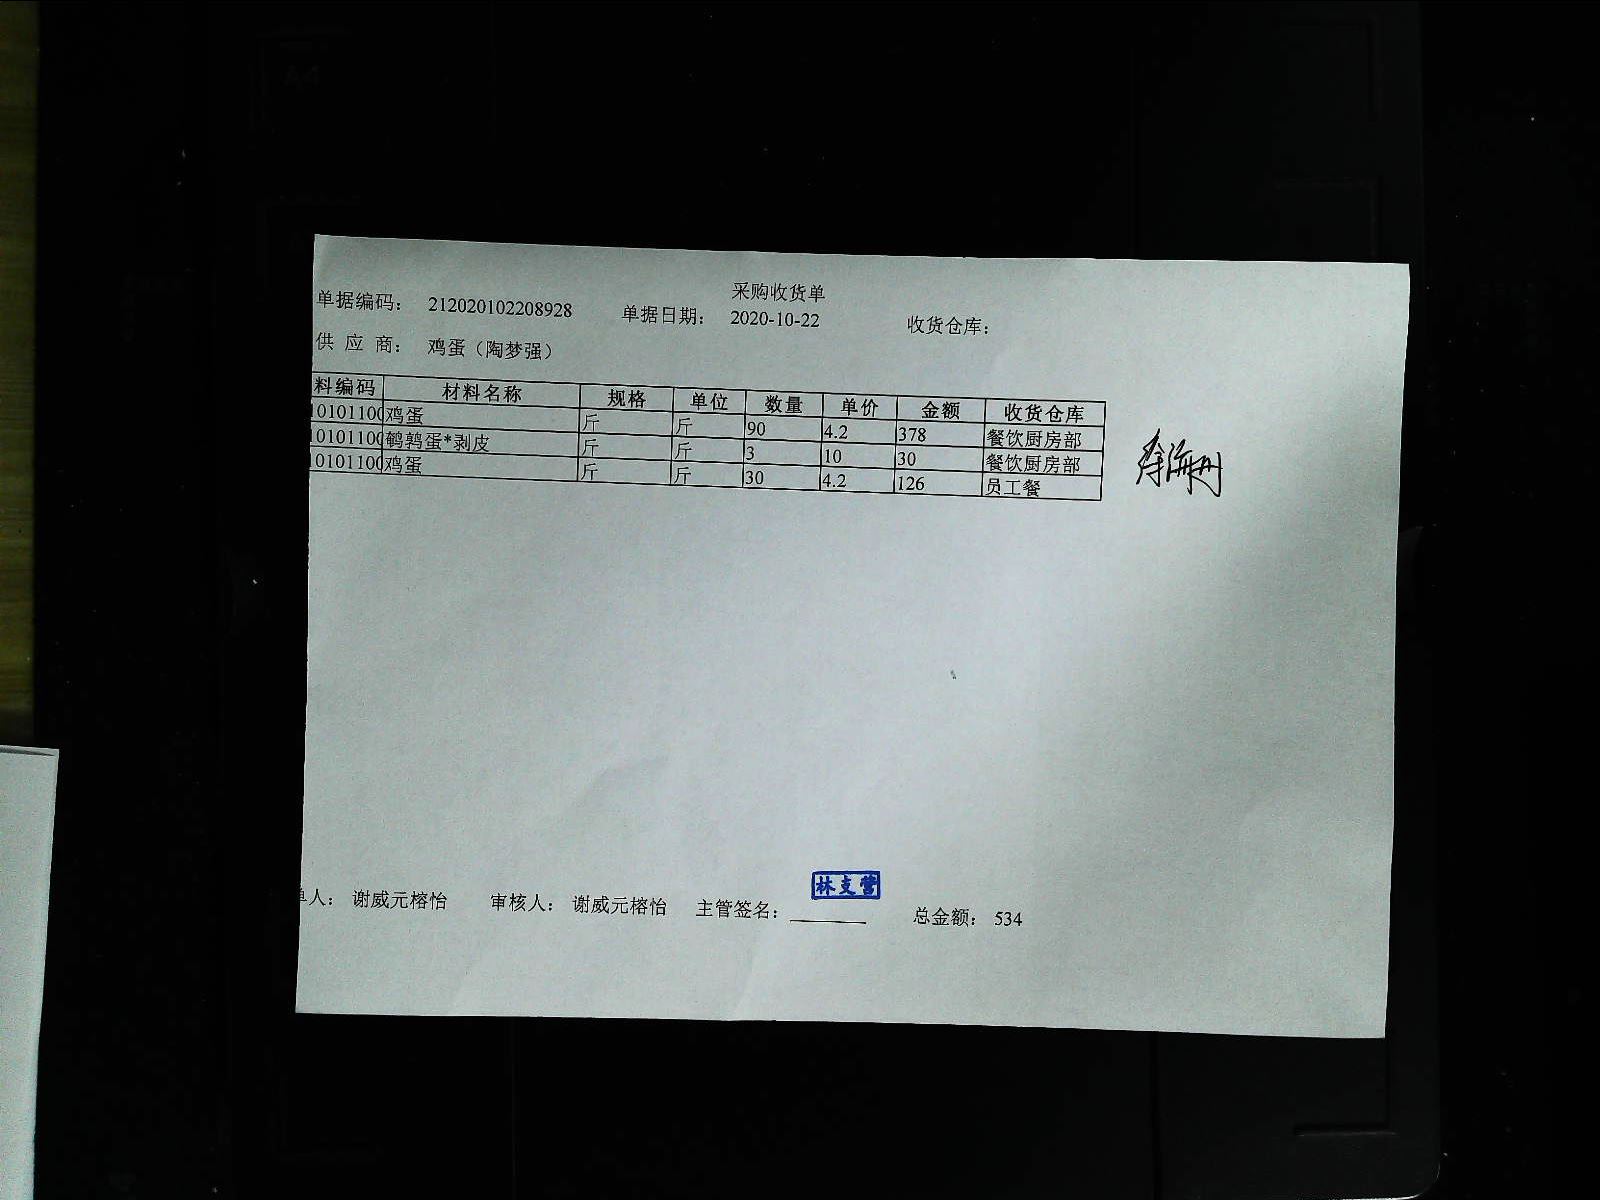 采购收货单
单据编码： 212020102208928 单据日期： 2020-10-22 收货仓库：
供 应 商： 鸡蛋（陶梦强）
料编码 材料名称 规格 单位 数量 单价 金额 收货仓库
10101100 鸡蛋 斤 斤 90 4.2 378 餐饮厨房部
10101100 鹌鹑蛋*剥皮 斤 斤 3 10 30 餐饮厨房部
10101100 鸡蛋 斤 斤 30 4.2 126 员工餐
林支营
单人： 谢威元榕怡 审核人： 谢威元榕怡 主管签名： 总金额： 534